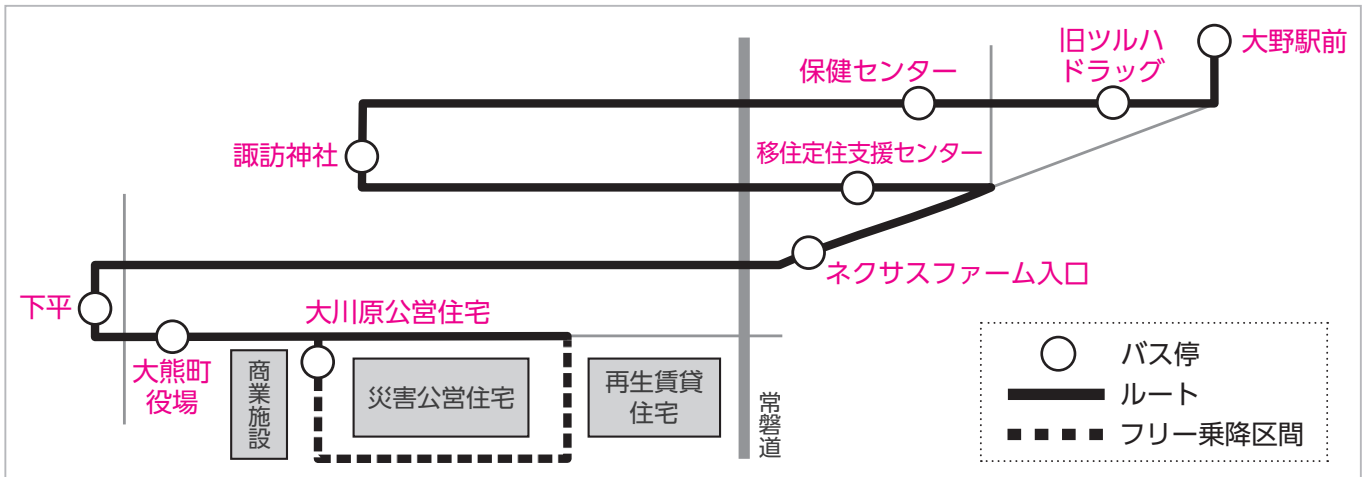 大野駅前
旧ツルハ
ドラッグ
保健センター
諏訪神社
移住定住支援センター
ネクサスファーム入口
下平
大川原公営住宅
大熊町
役場
商業施設
災害公営住宅
再生賃貸
住宅
常磐道
バス停
ルート
フリー乗降区間